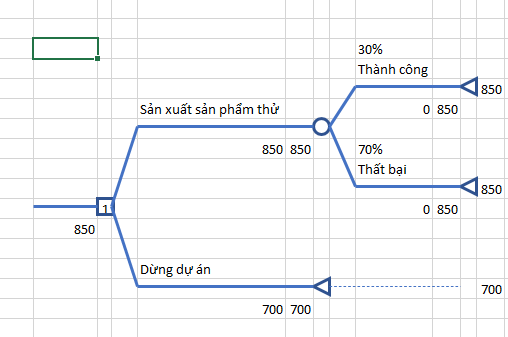 30%
Thành công
850
0 850
Sản xuất sản phẩm thử
850 850
70%
Thất bại
850
0 850
1
850
Dừng dự án
700
700 700